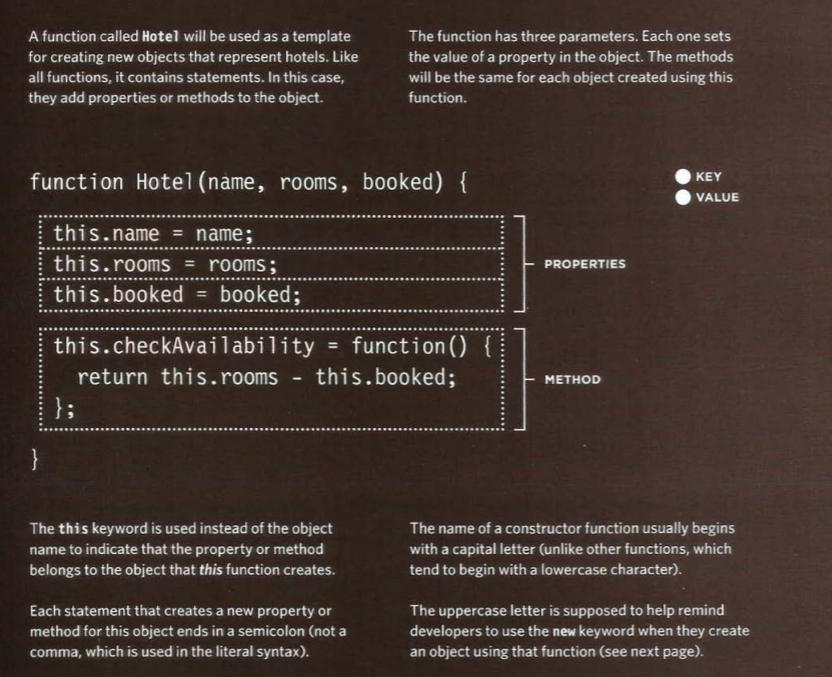 A function called Hotel will be used as a template
for creating new objects that represent hotels. Like
all functions, it contains statements. In this case,
they add properties or methods to the object.
The function has three parameters. Each one sets
the value of a property in the object. The methods
will be the same for each object created using this
function.
function Hotel(name, rooms, booked) {
KEY
VALUE
this.name = name;
this.rooms = rooms;
this.booked = booked;
PROPERTIES
this.checkAvailability = function() {
return this.rooms - this.booked;
};
METHOD
}
The this keyword is used instead of the object
name to indicate that the property or method
belongs to the object that this function creates.
Each statement that creates a new property or
method for this object ends in a semicolon (not a
comma, which is used in the literal syntax).
The name of a constructor function usually begins
with a capital letter (unlike other functions, which
tend to begin with a lowercase character).
The uppercase letter is supposed to help remind
developers to use the new keyword when they create
an object using that function (see next page).